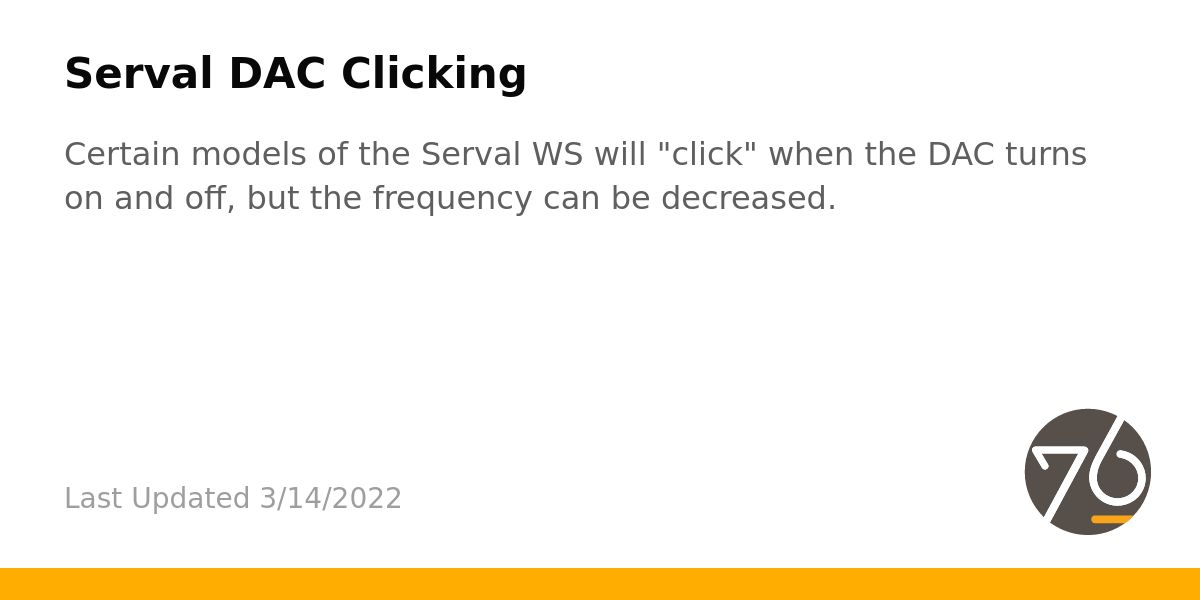 Serval DAC Clicking
Certain models of the Serval WS will "click" when the DAC turns
on and off, but the frequency can be decreased.
Last Updated 3/14/2022
76